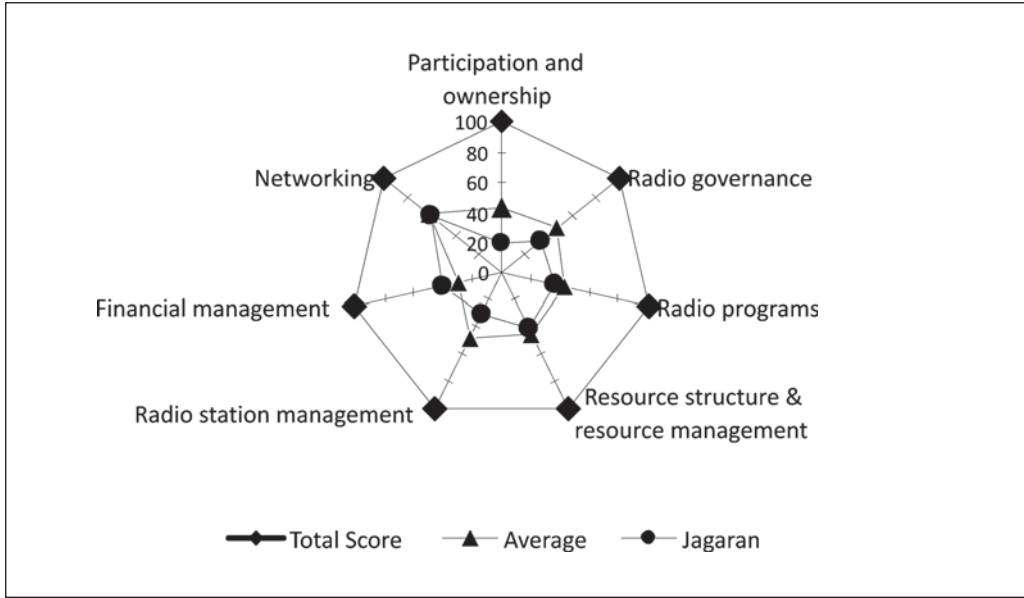 Participation and
ownership
100
80
60
40
20
0
Networking
Radio governance
Financial management
Radio programs
Radio station management
Resource structure &
resource management
Total Score
Average
Jagaran